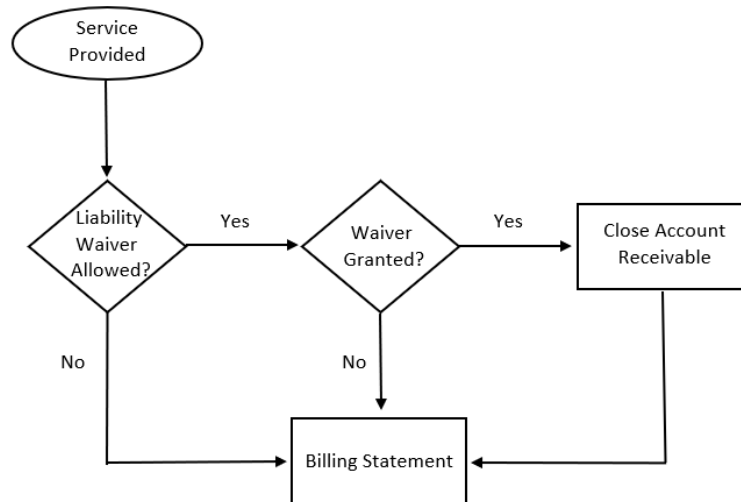 Service
Provided
Liability
Waiver
Allowed?
Yes
Waiver
Granted?
Yes
Close Account
Receivable
No
No
Billing Statement